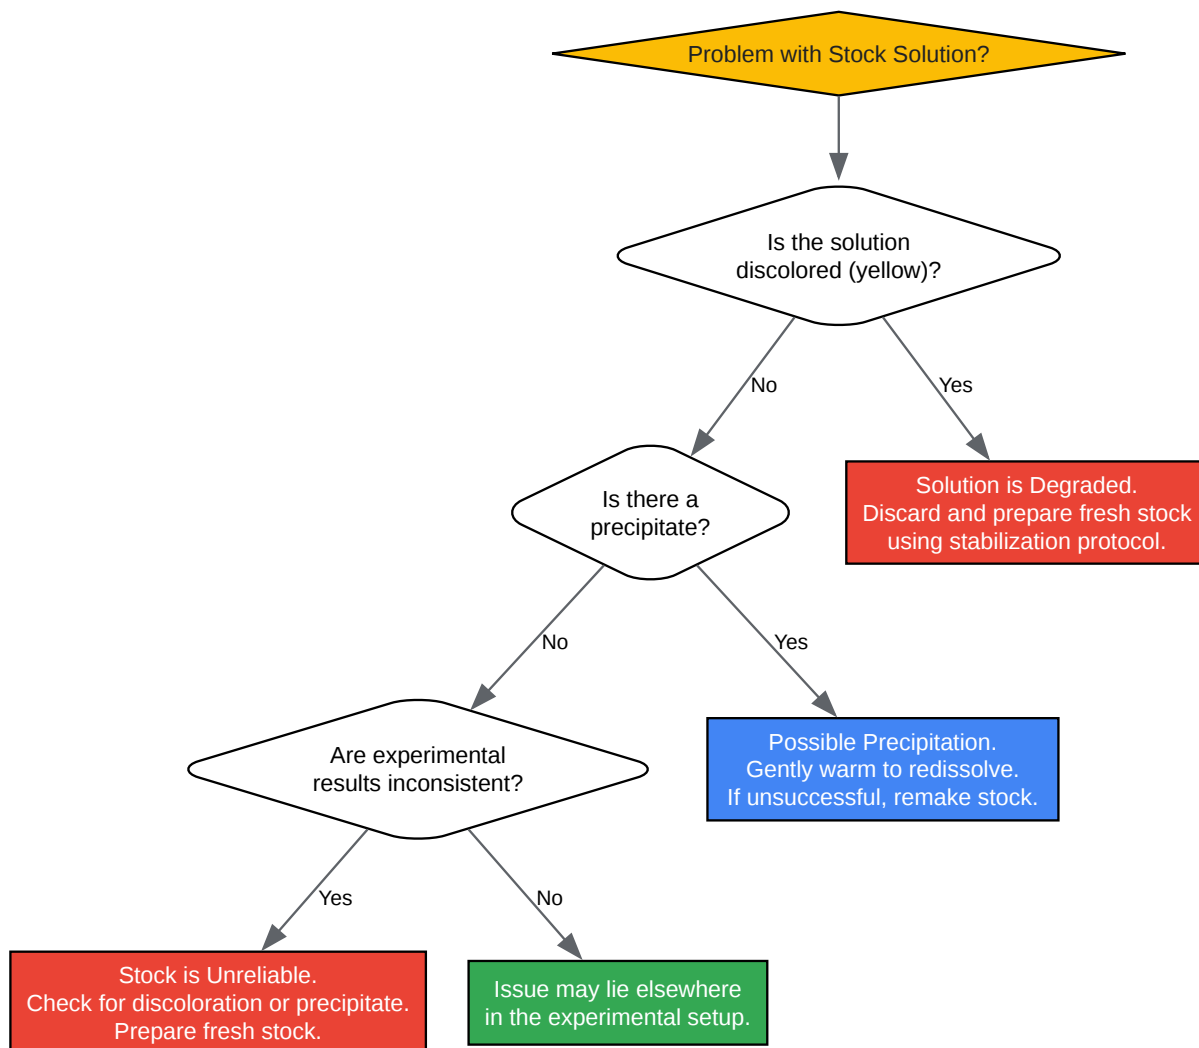 Problem with Stock Solution?
Is the solution
discolored (yellow)?
No
Yes
Is there a
precipitate?
Solution is Degraded.
Discard and prepare fresh stock
using stabilization protocol.
No
Yes
Are experimental
results inconsistent?
Possible Precipitation.
Gently warm to redissolve.
If unsuccessful, remake stock.
Yes
No
Stock is Unreliable.
Check for discoloration or precipitate.
Prepare fresh stock.
Issue may lie elsewhere
in the experimental setup.